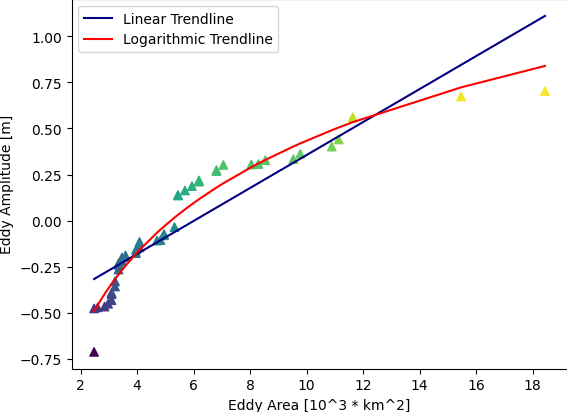 Linear Trendline
Logarithmic Trendline
1.00
0.75
0.50
0.25
0.00
−0.25
−0.50
−0.75
Eddy Amplitude [m]
2 4 6 8 10 12 14 16 18
Eddy Area [10^3 * km^2]